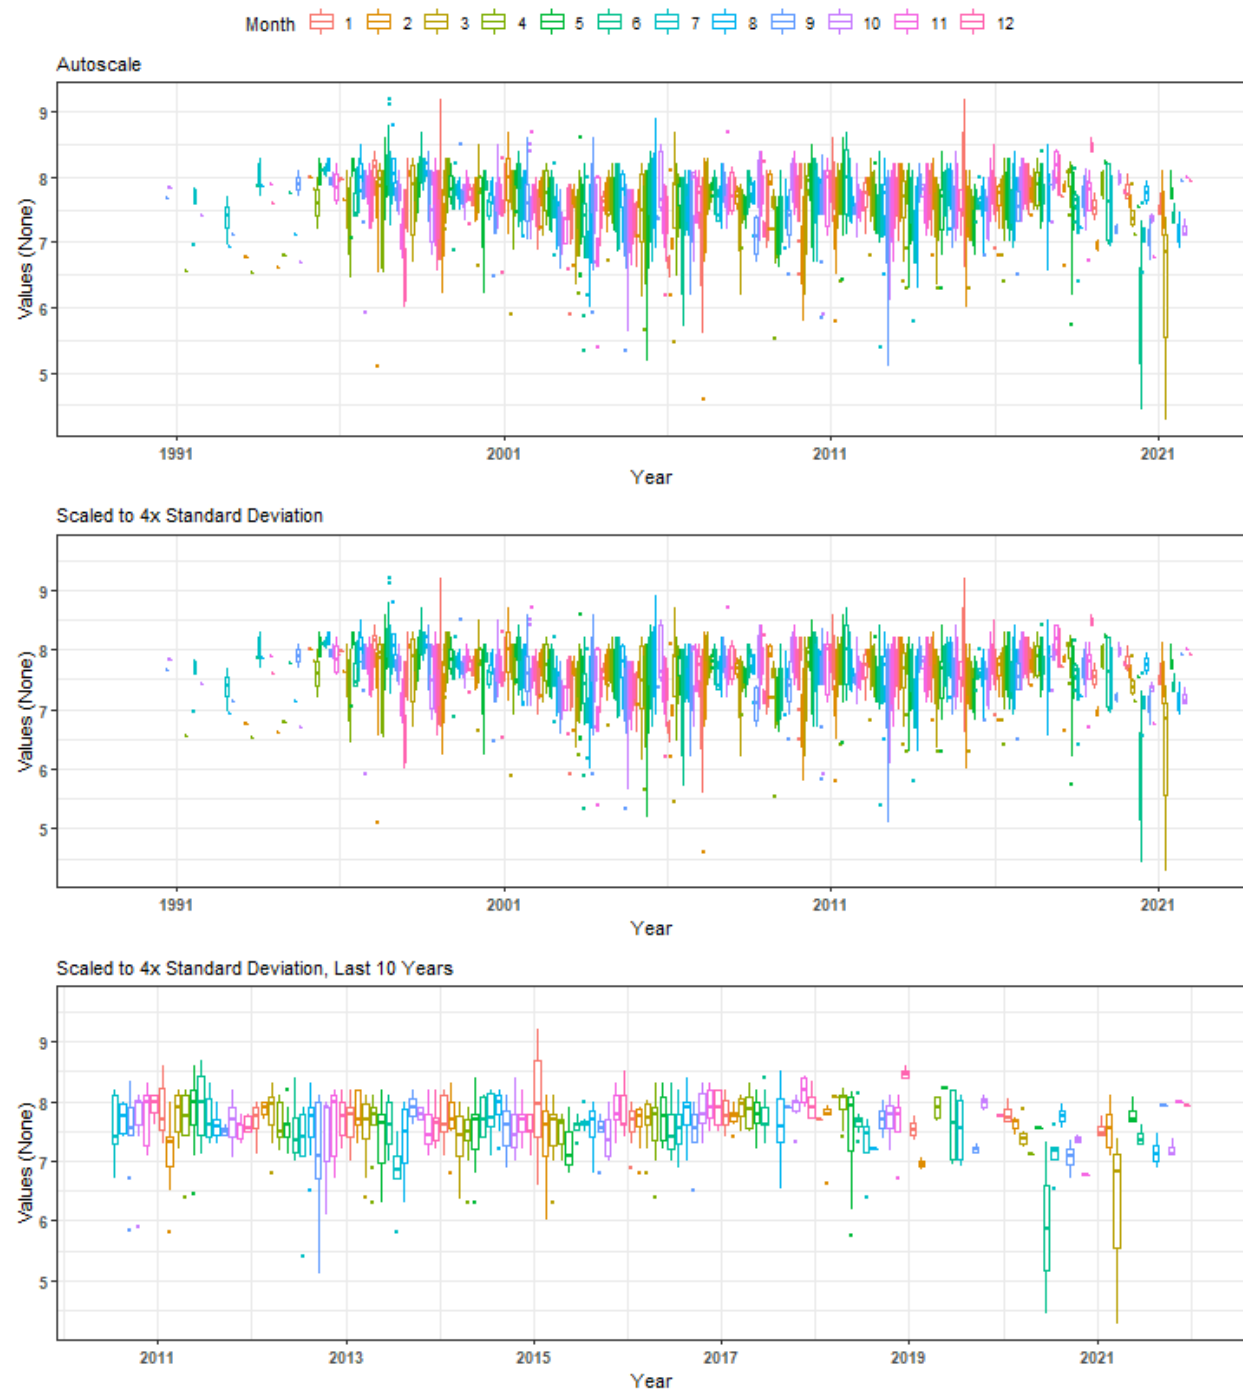 Month 1 2 3 4 5 6 7 8 9 10 11 12
Autoscale
Values (None)
9
8
7
6
5
1991 2001 2011 2021
Year
Scaled to 4x Standard Deviation
Values (None)
9
8
7
6
5
1991 2001 2011 2021
Year
Scaled to 4x Standard Deviation, Last 10 Years
Values (None)
9
8
7
6
5
2011 2013 2015 2017 2019 2021
Year